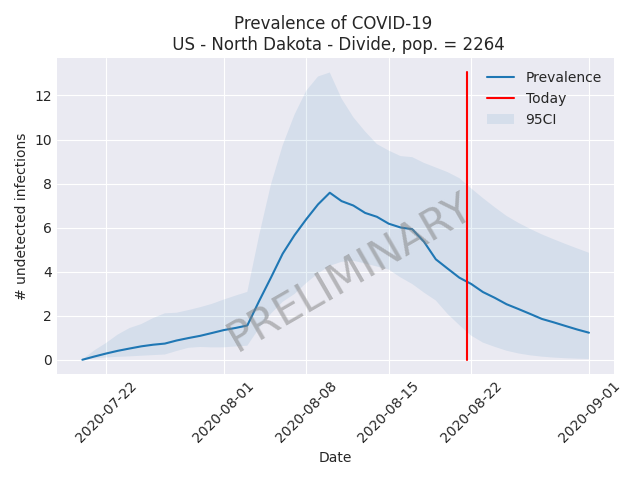 Prevalence of COVID-19
US - North Dakota - Divide, pop. = 2264
Prevalence
Today
95CI
# undetected infections
12
10
8
6
4
2
0
PRELIMINARY
2020-07-22
2020-08-01
2020-08-08
2020-08-15
2020-08-22
2020-09-01
Date